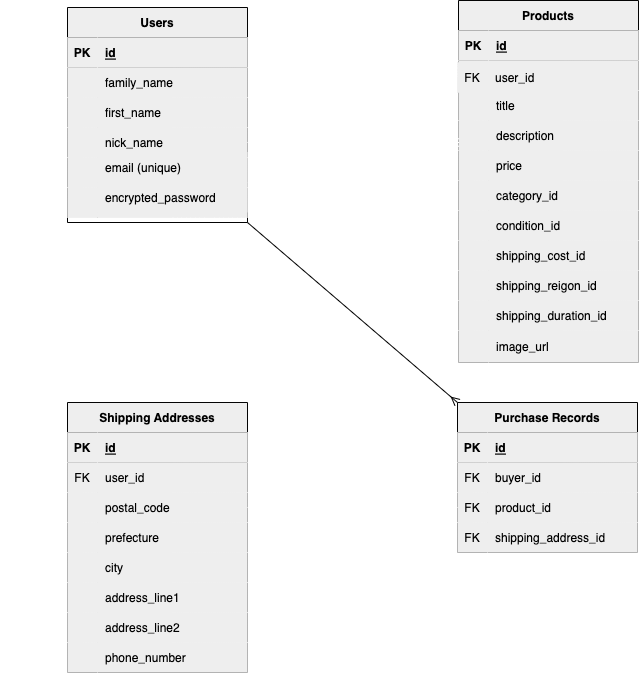 Users
PK id
family_name
first_name
nick_name
email (unique)
encrypted_password
Products
PK id
FK user_id
title
description
price
category_id
condition_id
shipping_cost_id
shipping_reigon_id
shipping_duration_id
image_url
Shipping Addresses
PK id
FK user_id
postal_code
prefecture
city
address_line1
address_line2
phone_number
Purchase Records
PK id
FK buyer_id
FK product_id
FK shipping_address_id